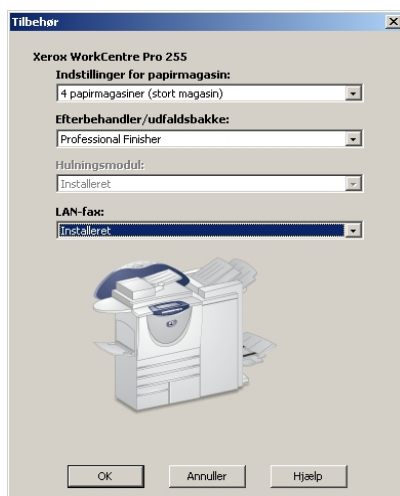 Tilbehør
Xerox WorkCentre Pro 255
Indstillinger for papirmagasin:
4 papirmagasiner (stort magasin)
Efterbehandler/udfaldsbakke:
Professional Finisher
Hulningsmodul:
Installeret
LAN-fax:
Installeret
OK Annuller Hjælp